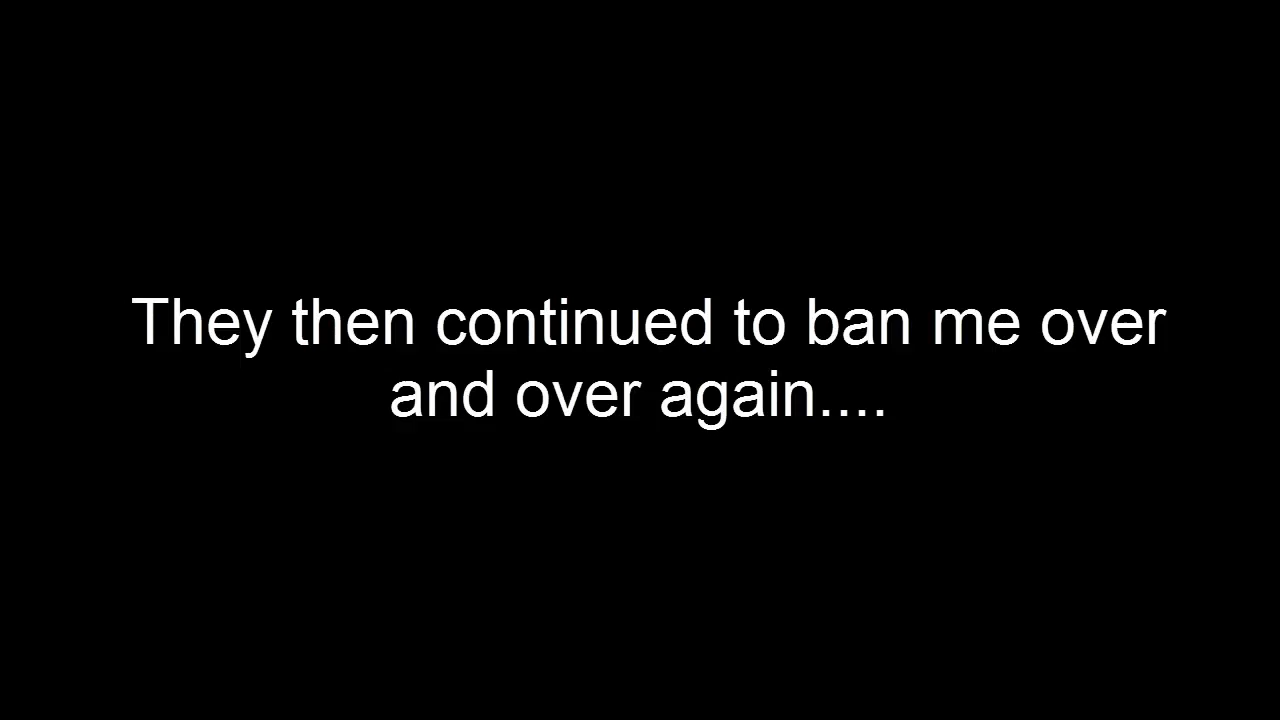 They then continued to ban me over
and over again....